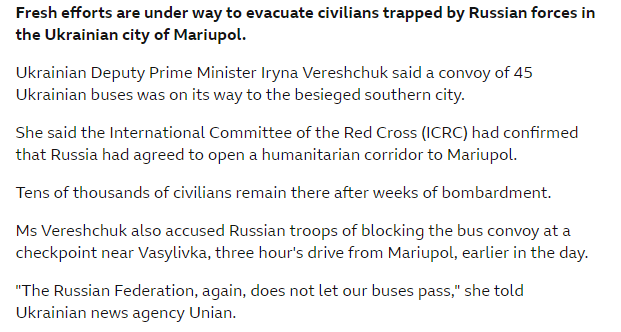 Fresh efforts are under way to evacuate civilians trapped by Russian forces in
the Ukrainian city of Mariupol.
Ukrainian Deputy Prime Minister Iryna Vereshchuk said a convoy of 45
Ukrainian buses was on its way to the besieged southern city.
She said the International Committee of the Red Cross (ICRC) had confirmed
that Russia had agreed to open a humanitarian corridor to Mariupol.
Tens of thousands of civilians remain there after weeks of bombardment.
Ms Vereshchuk also accused Russian troops of blocking the bus convoy at a
checkpoint near Vasylivka, three hour's drive from Mariupol, earlier in the day.
"The Russian Federation, again, does not let our buses pass," she told
Ukrainian news agency Unian.